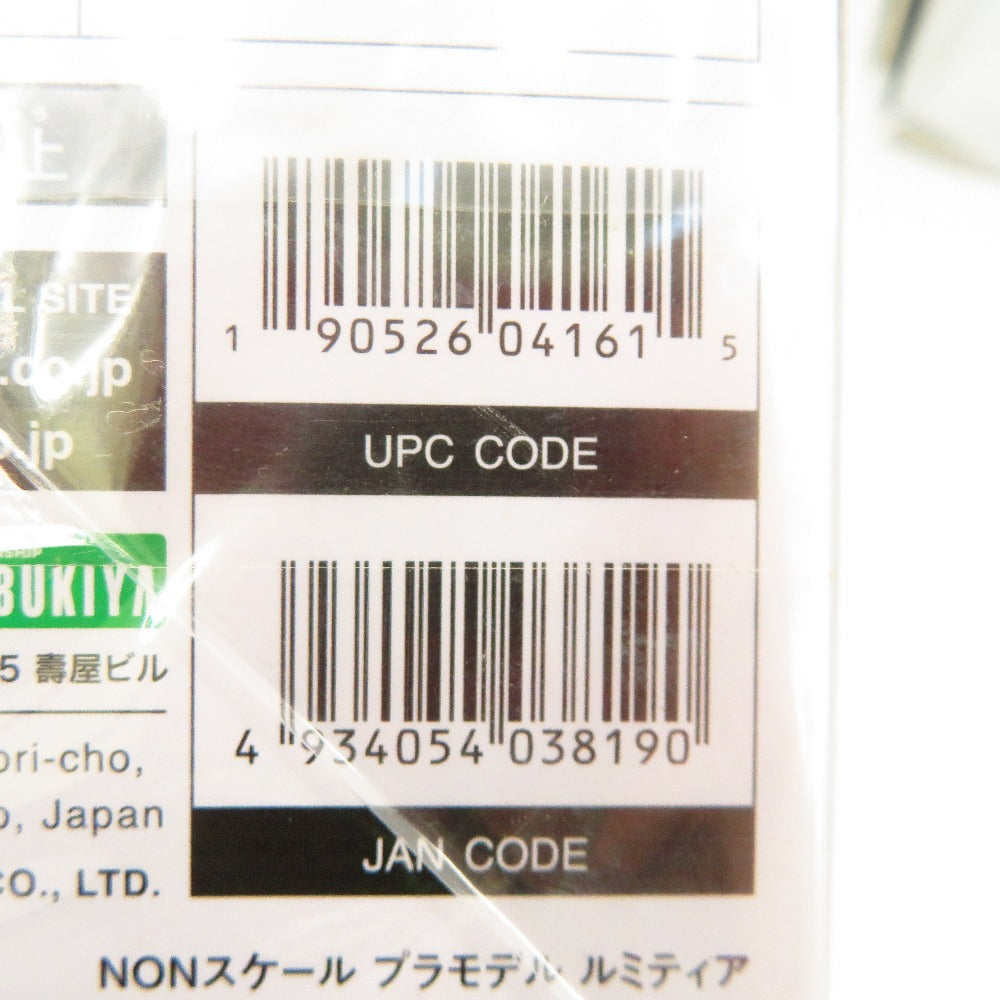 止
L SITE
.co.jp
o.jp
BUKIYA
5 壽屋ビル
ori-cho,
o, Japan
CO., LTD.
1 90526 04161 5
UPC CODE
4 934054 038190
JAN CODE
NONスケール プラモデル ルミティア